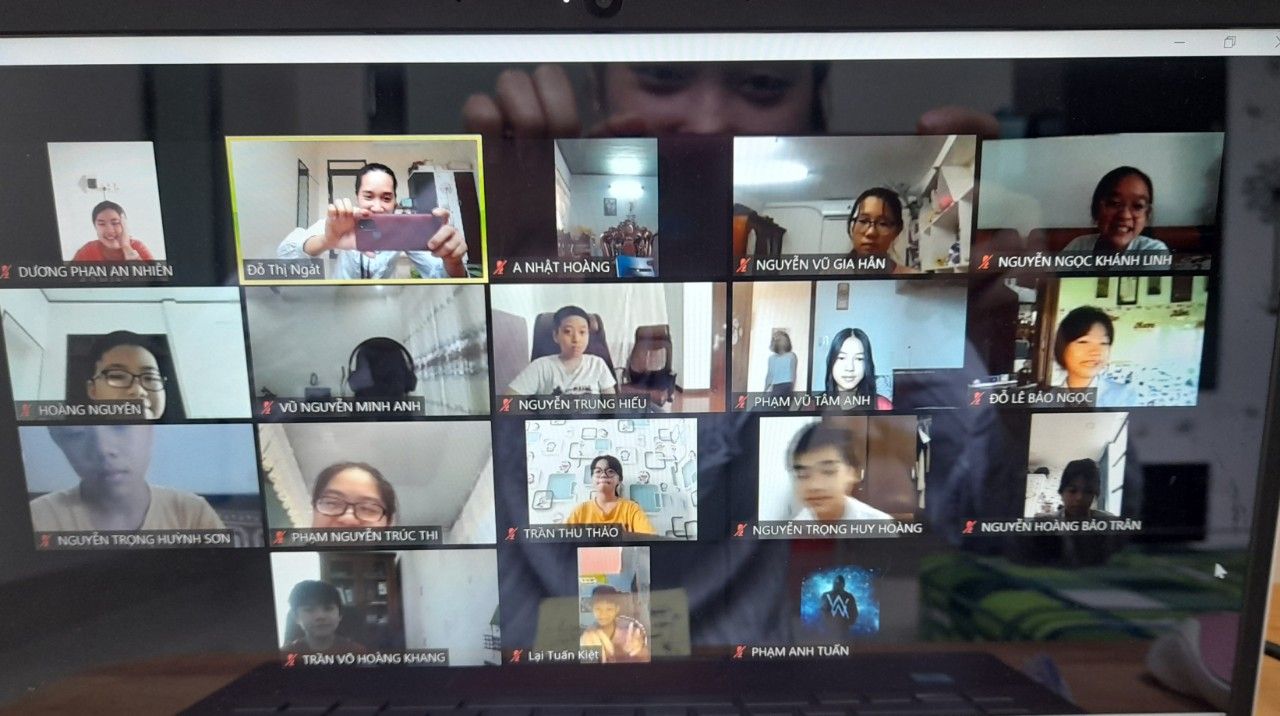 DƯƠNG PHAN AN NHIÊN
Đỗ Thị Ngát
A NHẬT HOÀNG
NGUYỄN VŨ GIA HÂN
NGUYỄN NGỌC KHÁNH LINH
HOÀNG NGUYÊN
VŨ NGUYỄN MINH ANH
NGUYỄN TRUNG HIẾU
PHẠM VŨ TÂM ANH
ĐỖ LÊ BẢO NGỌC
NGUYỄN TRỌNG HUỲNH SƠN
PHẠM NGUYỄN TRÚC THI
TRẦN THU THẢO
NGUYỄN TRỌNG HUY HOÀNG
NGUYỄN HOÀNG BẢO TRÂN
TRẦN VÕ HOÀNG KHANG
Lại Tuấn Kiệt
PHẠM ANH TUẤN